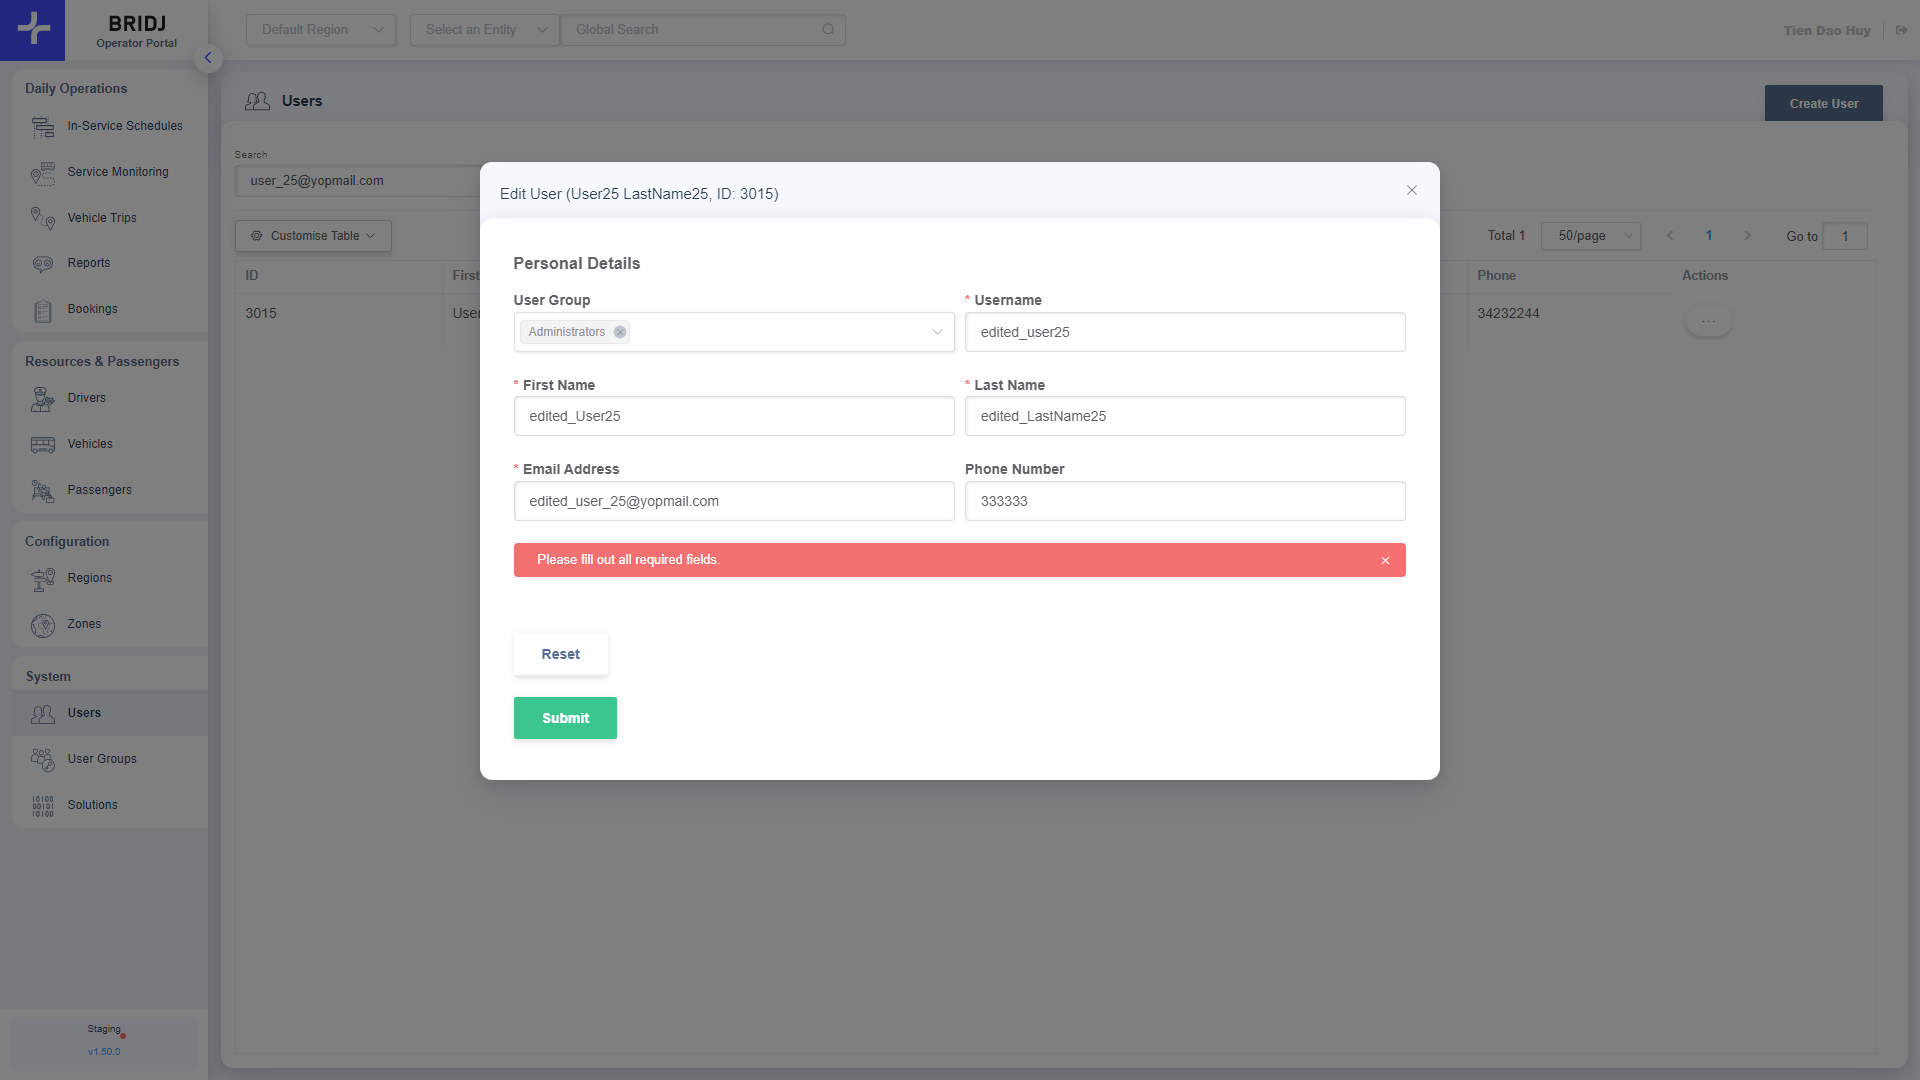 BRIDJ
Operator Portal
Default Region
Select an Entity
Global Search
Tien Dao Huy
Daily Operations
In-Service Schedules
Service Monitoring
Vehicle Trips
Reports
Bookings
Resources & Passengers
Drivers
Vehicles
Passengers
Configuration
Regions
Zones
System
Users
User Groups
Solutions
Staging
v1.50.0
Users
Create User
Search
user_25@yopmail.com
Customise Table
Total 1
50/page
1
Go to
1
ID
First
Phone
Actions
3015
User
34232244
...
Edit User (User25 LastName25, ID: 3015)
Personal Details
User Group
Administrators
* Username
edited_user25
* First Name
edited_User25
* Last Name
edited_LastName25
* Email Address
edited_user_25@yopmail.com
Phone Number
333333
Please fill out all required fields.
Reset
Submit